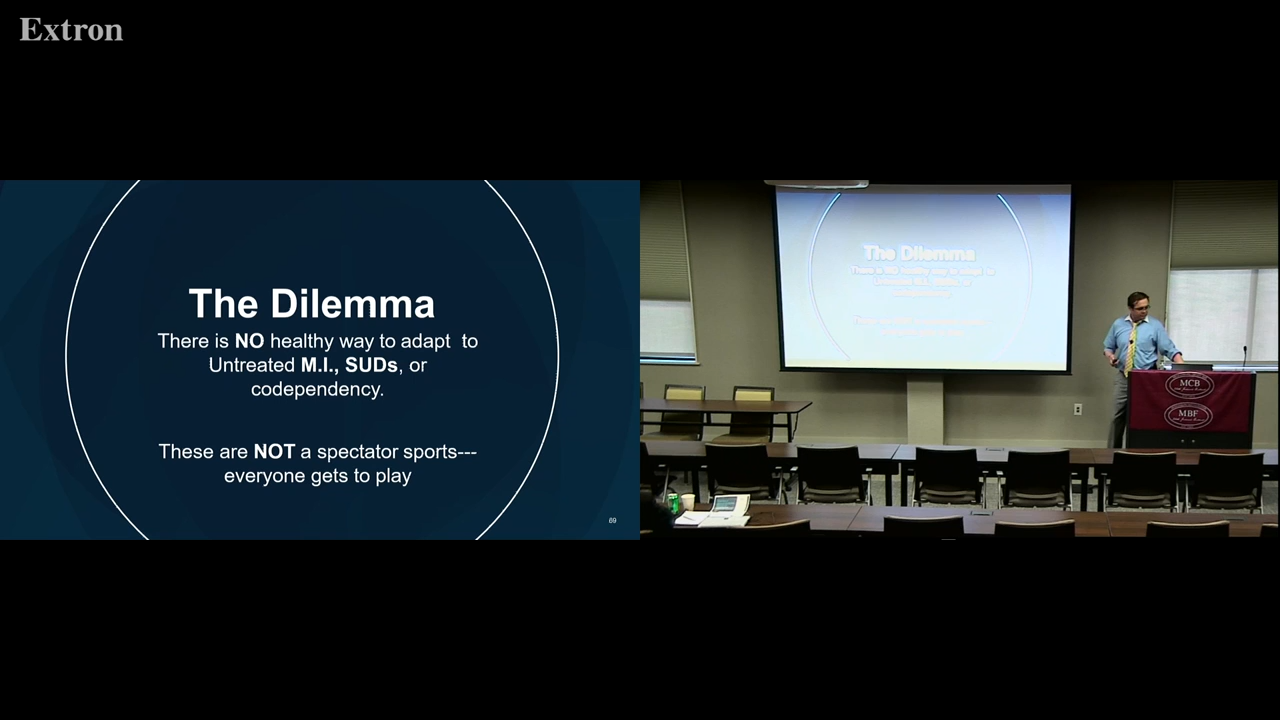 Extron
The Dilemma
There is NO healthy way to adapt  to
Untreated M.I., SUDs, or
codependency.
These are NOT a spectator sports---
everyone gets to play
69
The Dilemma
MCB
MBF